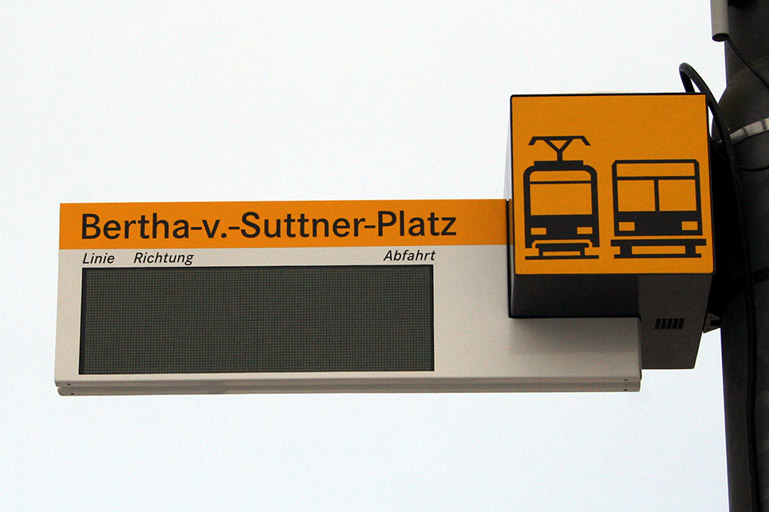 Bertha-v.-Suttner-Platz
Linie Richtung Abfahrt